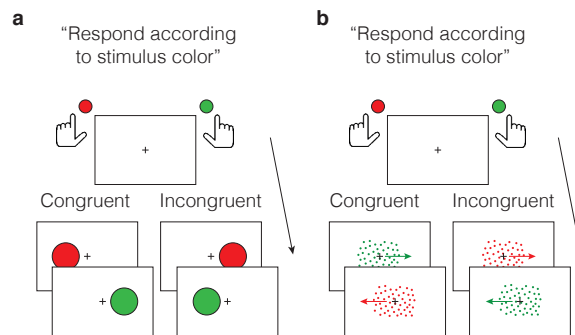 a
“Respond according
to stimulus color”
Congruent
Incongruent
b
“Respond according
to stimulus color”
Congruent
Incongruent